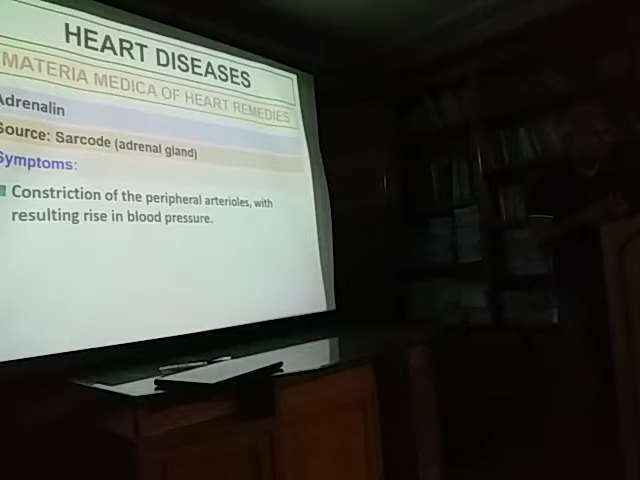 HEART DISEASES
MATERIA MEDICA OF HEART REMEDIES
Adrenalin
Source: Sarcode (adrenal gland)
Symptoms:
Constriction of the peripheral arterioles, with
resulting rise in blood pressure.